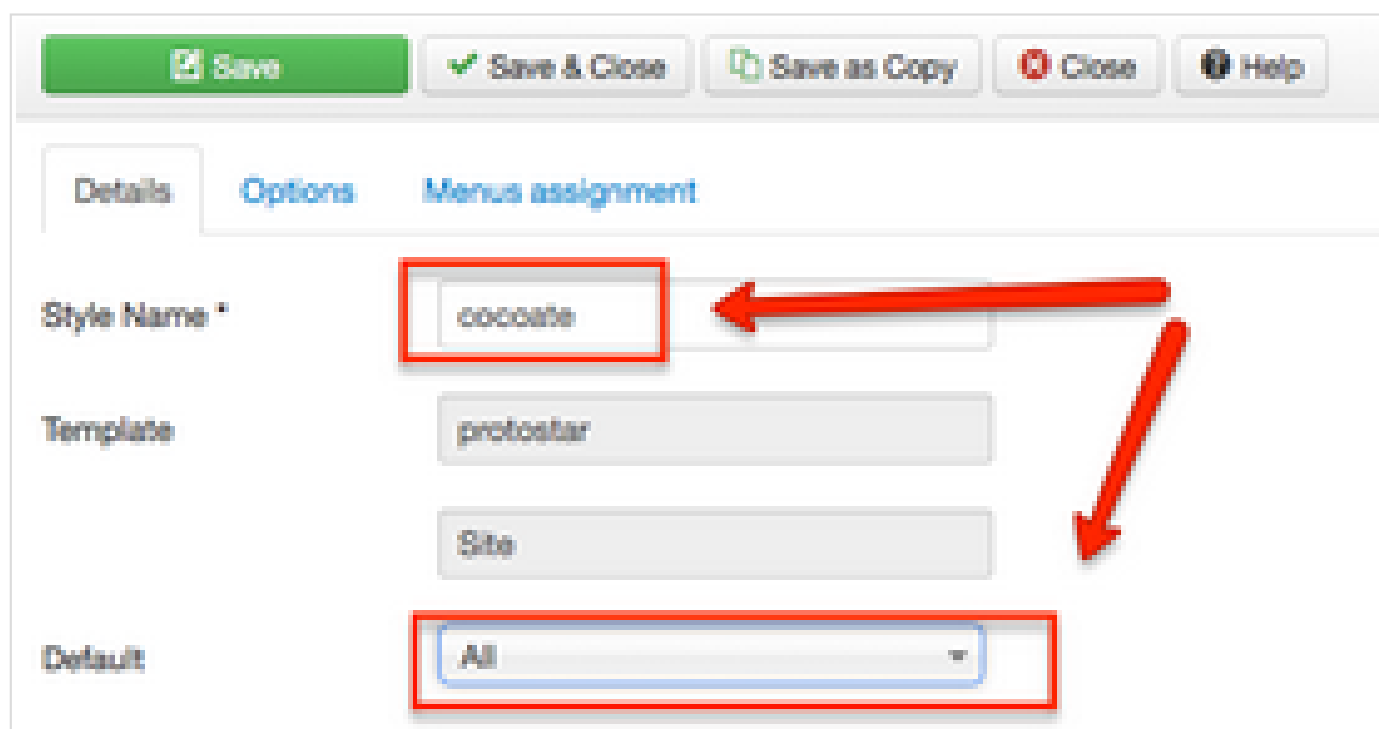 Save Save & Close Save as Copy Close Help
Details Options Menus assignment
Style Name * cocoate
Template protostar
Site
Default All